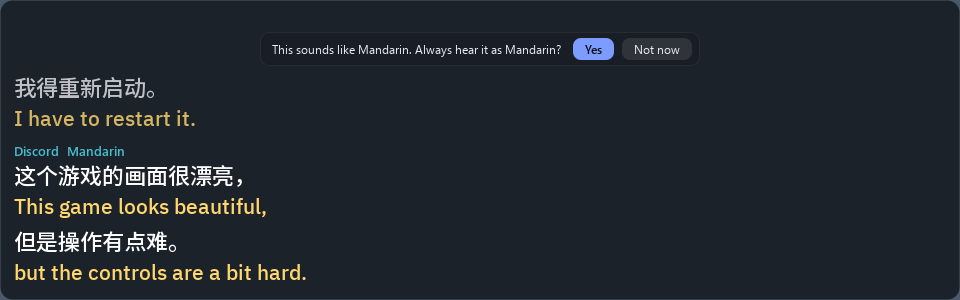 This sounds like Mandarin. Always hear it as Mandarin? Yes Not now
我得重新启动。
I have to restart it.
Discord Mandarin
这个游戏的画面很漂亮，
This game looks beautiful,
但是操作有点难。
but the controls are a bit hard.